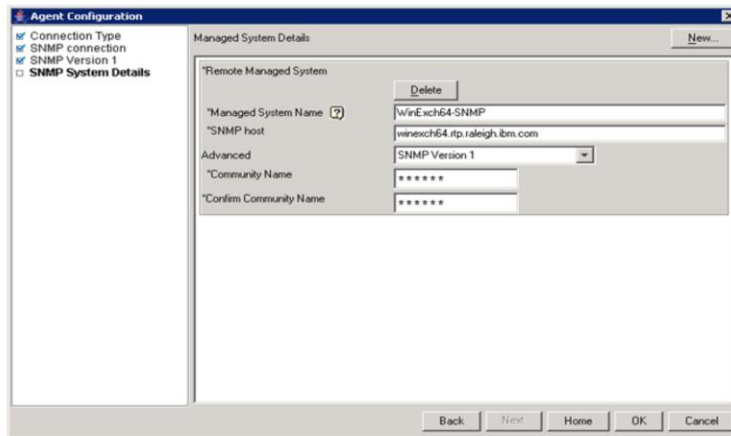 Agent Configuration
Connection Type
SNMP connection
SNMP Version 1
SNMP System Details
Managed System Details
New...
*Remote Managed System
Delete
*Managed System Name
WinExch64-SNMP
*SNMP host
winexch64.rtp.raleigh.ibm.com
Advanced
SNMP Version 1
*Community Name
******
*Confirm Community Name
******
Back Next Home OK Cancel